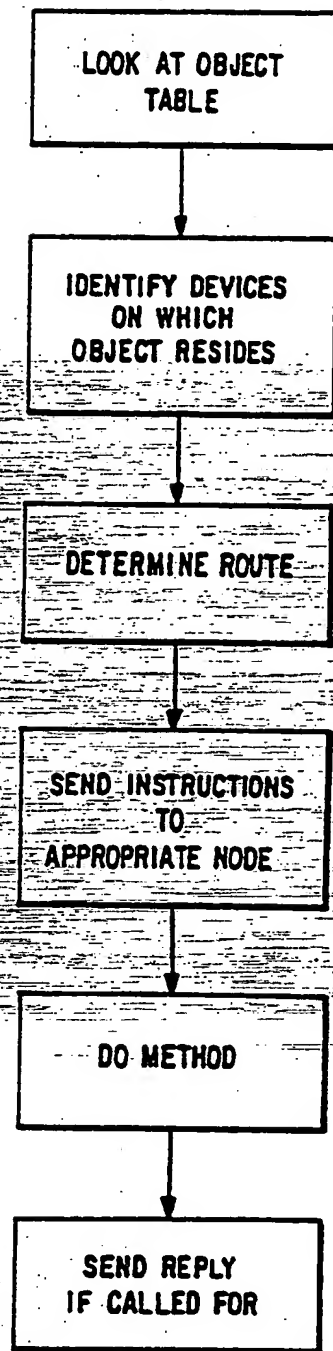 LOOK AT OBJECT
TABLE
IDENTIFY DEVICES
ON WHICH
OBJECT RESIDES
DETERMINE ROUTE
SEND INSTRUCTIONS
TO
APPROPRIATE NODE
DO METHOD
SEND REPLY
IF CALLED FOR